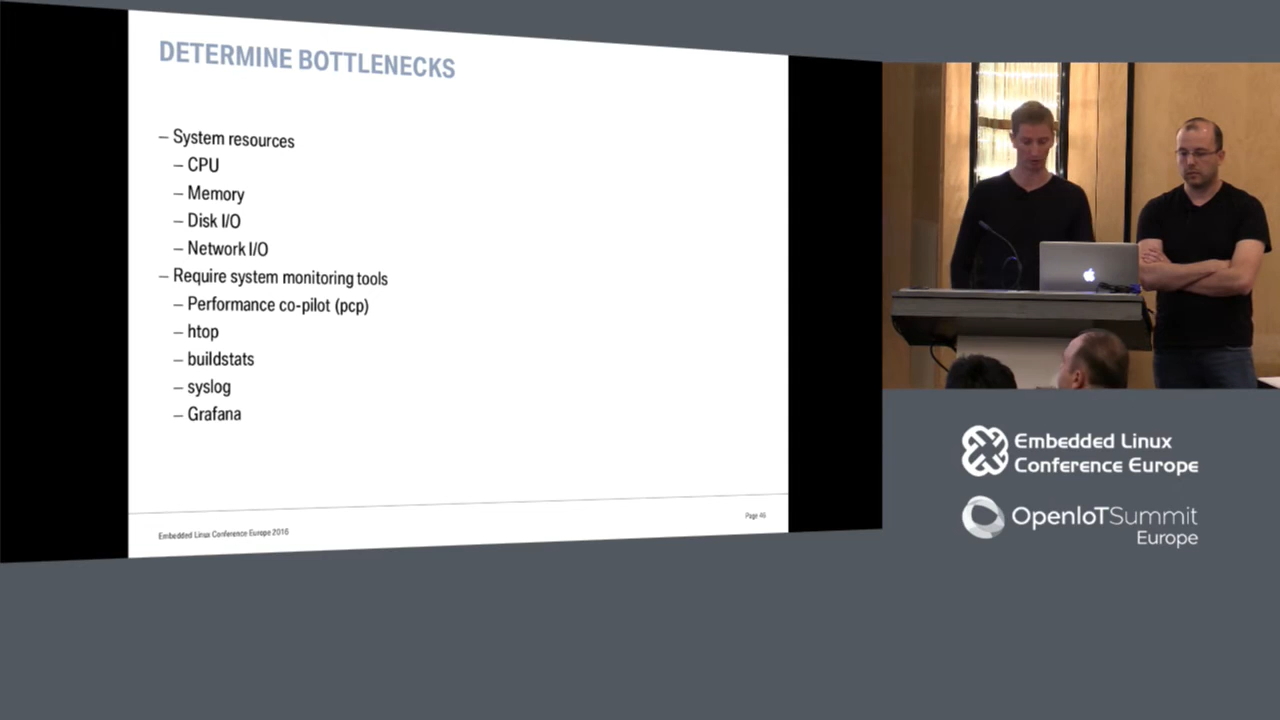 DETERMINE BOTTLENECKS
– System resources
– CPU
– Memory
– Disk I/O
– Network I/O
– Require system monitoring tools
– Performance co-pilot (pcp)
– htop
– buildstats
– syslog
– Grafana
Embedded Linux Conference Europe 2016
Page 46
Embedded Linux
Conference Europe
OpenIoTSummit
Europe